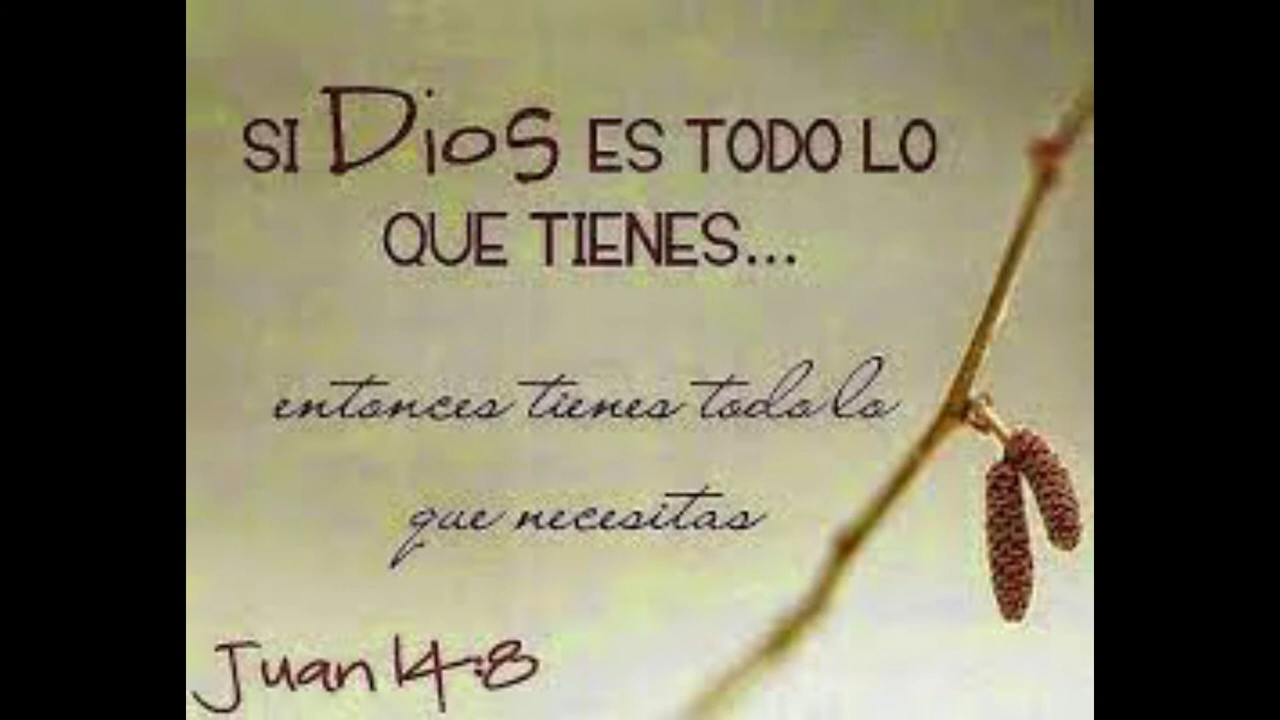 SI Dios ES TODO LO
QUE TIENES...
entonces tienes todo lo
que necesitas
Juan 14:8